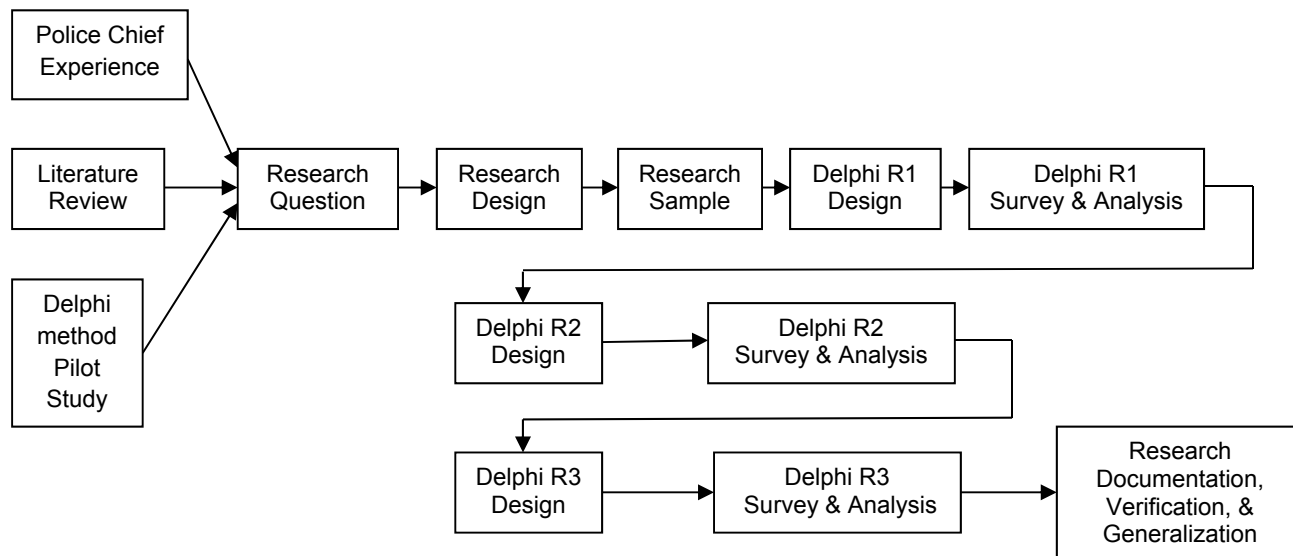 Police Chief
Experience
Literature
Review
Delphi
method
Pilot
Study
Research
Question
Research
Design
Research
Sample
Delphi R1
Design
Delphi R1
Survey & Analysis
Delphi R2
Design
Delphi R2
Survey & Analysis
Delphi R3
Design
Delphi R3
Survey & Analysis
Research
Documentation,
Verification, &
Generalization